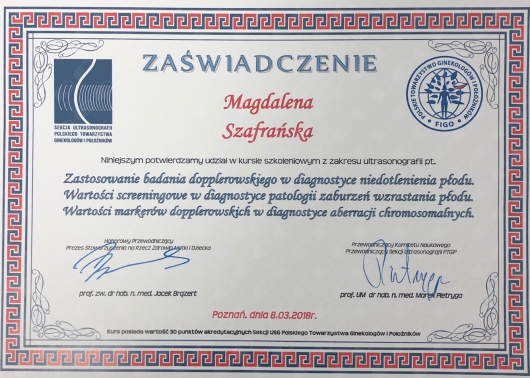 ZAŚWIADCZENIE
SEKCJA ULTRASONOGRAFII
POLSKIEGO TOWARZYSTWA
GINEKOLOGÓW I POŁOŻNIKÓW
POLSKIE TOWARZYSTWO GINEKOLOGÓW I POŁOŻNIKÓW
FIGO
Magdalena
Szafrańska
Niniejszym potwierdzamy udział w kursie szkoleniowym z zakresu ultrasonografii pt.
Zastosowanie badania dopplerowskiego w diagnostyce niedotlenienia płodu.
Wartości screeningowe w diagnostyce patologii zaburzeń wzrastania płodu.
Wartości markerów dopplerowskich w diagnostyce aberracji chromosomalnych.
Honorowy Przewodniczący
Prezes Stowarzyszenia na Rzecz Zdrowia Matki i Dziecka
prof. zw. dr hab. n. med. Jacek Brązert
Przewodniczący Komitetu Naukowego
Przewodniczący Sekcji Ultrasonografii PTGiP
prof. UM dr hab. n. med. Marek Pietryga
Poznań, dnia 8.03.2018r.
Kurs posiada wartość 30 punktów akredytacyjnych Sekcji USG Polskiego Towarzystwa Ginekologów i Położników